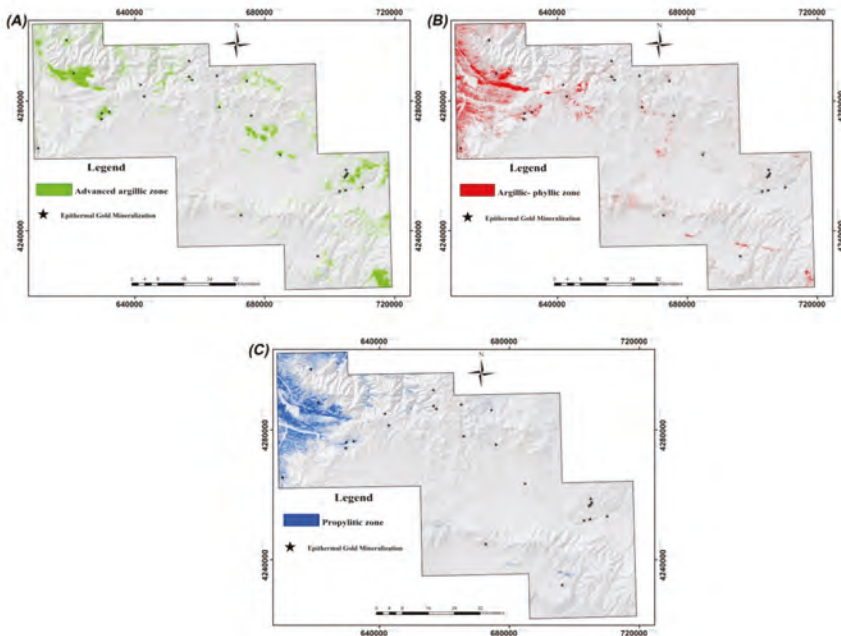 (A)
640000
680000
720000
N
4280000
4240000
Legend
Advanced argillic zone
Epithermal Gold Mineralization
640000
680000
720000
(B)
640000
680000
720000
N
4280000
4240000
Legend
Argillic- phyllic zone
Epithermal Gold Mineralization
640000
680000
720000
(C)
640000
680000
720000
N
4280000
4240000
Legend
Propylitic zone
Epithermal Gold Mineralization
640000
680000
720000